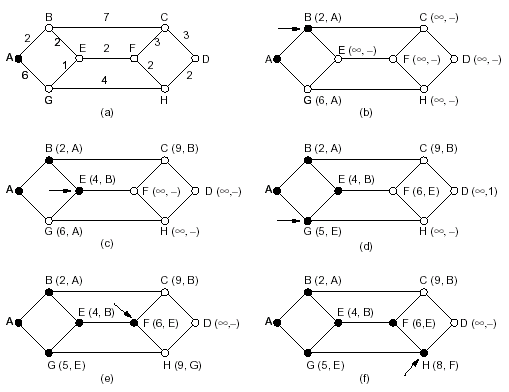 B 7 C
2 2 3 3
A E 2 F D
6 1 2 2
4
G H
(a)
B (2, A) C (∞, –)
E (∞, –)
A F (∞, –) D (∞, –)
G (6, A) H (∞, –)
(b)
B (2, A) C (9, B)
E (4, B)
A F (∞, –) D (∞,–)
G (6, A) H (∞, –)
(c)
B (2, A) C (9, B)
E (4, B)
A F (6, E) D (∞,1)
G (5, E) H (∞, –)
(d)
B (2, A) C (9, B)
E (4, B)
A F (6, E) D (∞,–)
G (5, E) H (9, G)
(e)
B (2, A) C (9, B)
E (4, B)
A F (6,E) D (∞,–)
G (5, E) H (8, F)
(f)